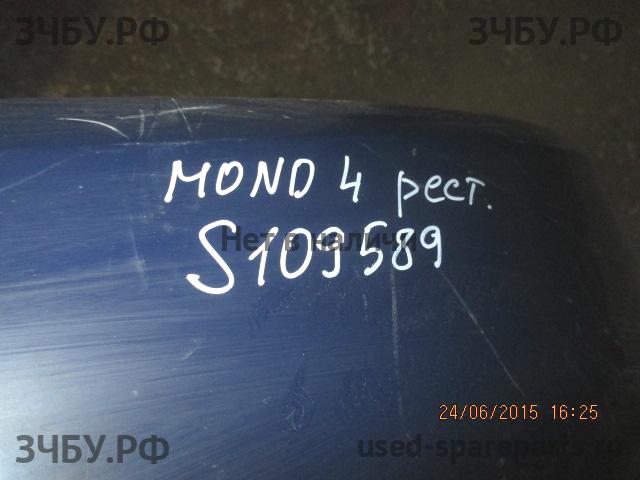 ЗЧБУ.РФ ЗЧБУ.РФ
MOND 4 рест.
S109589
Нет в наличии
24/06/2015 16:25
ЗЧБУ.РФ used-spareparts.ru